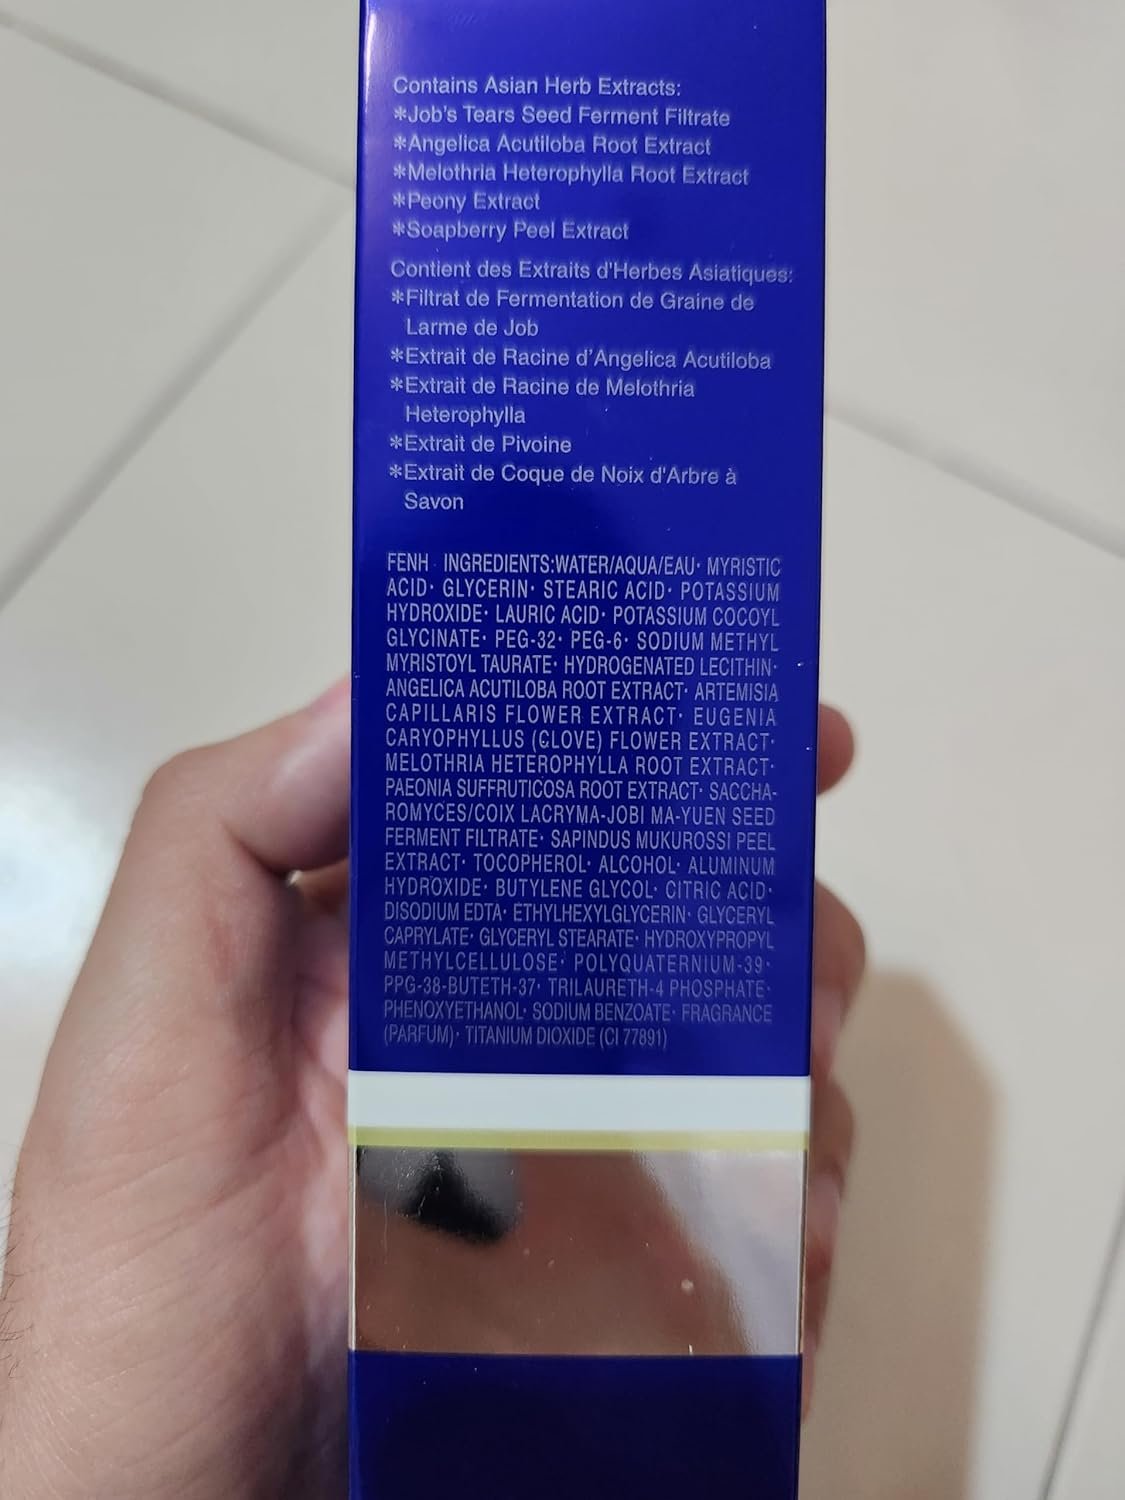 Contains Asian Herb Extracts:
*Job's Tears Seed Ferment Filtrate
*Angelica Acutiloba Root Extract
*Melothria Heterophylla Root Extract
*Peony Extract
*Soapberry Peel Extract
Contient des Extraits d'Herbes Asiatiques:
*Filtrat de Fermentation de Graine de
Larme de Job
*Extrait de Racine d'Angelica Acutiloba
*Extrait de Racine de Melothria
Heterophylla
*Extrait de Pivoine
*Extrait de Coque de Noix d'Arbre à
Savon
FENH INGREDIENTS:WATER/AQUA/EAU· MYRISTIC
ACID· GLYCERIN· STEARIC ACID· POTASSIUM
HYDROXIDE· LAURIC ACID· POTASSIUM COCOYL
GLYCINATE· PEG-32· PEG-6· SODIUM METHYL
MYRISTOYL TAURATE· HYDROGENATED LECITHIN·
ANGELICA ACUTILOBA ROOT EXTRACT· ARTEMISIA
CAPILLARIS FLOWER EXTRACT· EUGENIA
CARYOPHYLLUS (CLOVE) FLOWER EXTRACT·
MELOTHRIA HETEROPHYLLA ROOT EXTRACT·
PAEONIA SUFFRUTICOSA ROOT EXTRACT· SACCHA-
ROMYCES/COIX LACRYMA-JOBI MA-YUEN SEED
FERMENT FILTRATE· SAPINDUS MUKUROSSI PEEL
EXTRACT· TOCOPHEROL· ALCOHOL· ALUMINUM
HYDROXIDE· BUTYLENE GLYCOL· CITRIC ACID·
DISODIUM EDTA· ETHYLHEXYLGLYCERIN· GLYCERYL
CAPRYLATE· GLYCERYL STEARATE· HYDROXYPROPYL
METHYLCELLULOSE· POLYQUATERNIUM-39·
PPG-38-BUTETH-37· TRILAURETH-4 PHOSPHATE·
PHENOXYETHANOL· SODIUM BENZOATE· FRAGRANCE
(PARFUM)· TITANIUM DIOXIDE (CI 77891)